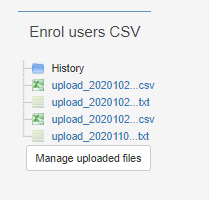 Enrol users CSV
History
upload_2020102...csv
upload_2020102...txt
upload_2020102...csv
upload_2020110...txt
Manage uploaded files